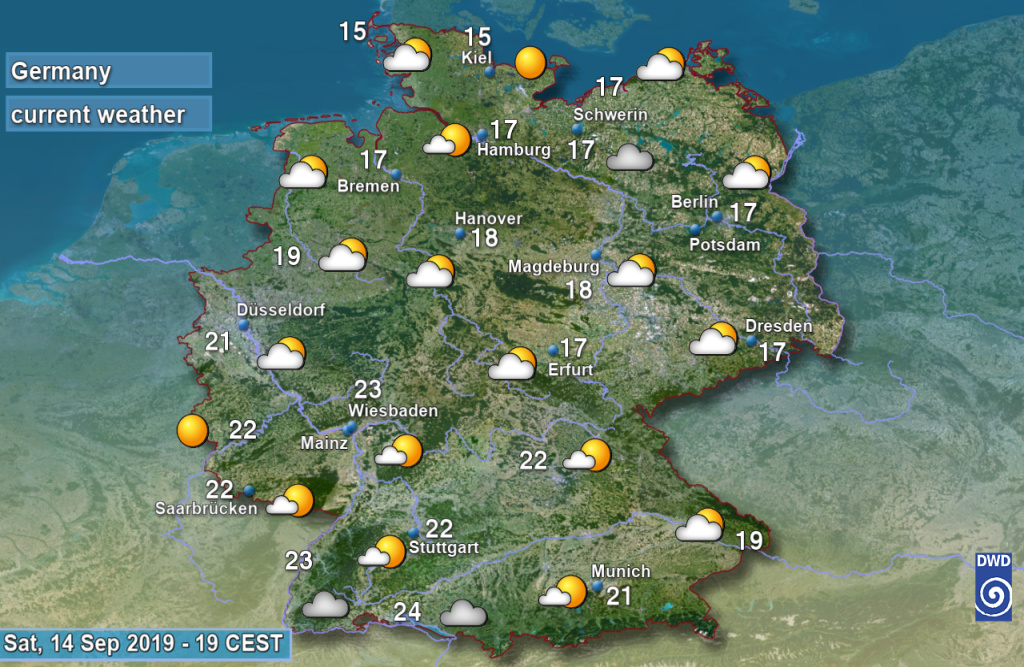 15
15
Kiel
Germany
current weather
17
Schwerin
17
Hamburg
17
17
Bremen
Berlin
17
Hanover
18
Potsdam
19
Magdeburg
18
Düsseldorf
21
Dresden
17
17
Erfurt
23
Wiesbaden
Mainz
22
22
22
Saarbrücken
22
Stuttgart
19
23
Munich
21
24
DWD
Sat, 14 Sep 2019 - 19 CEST